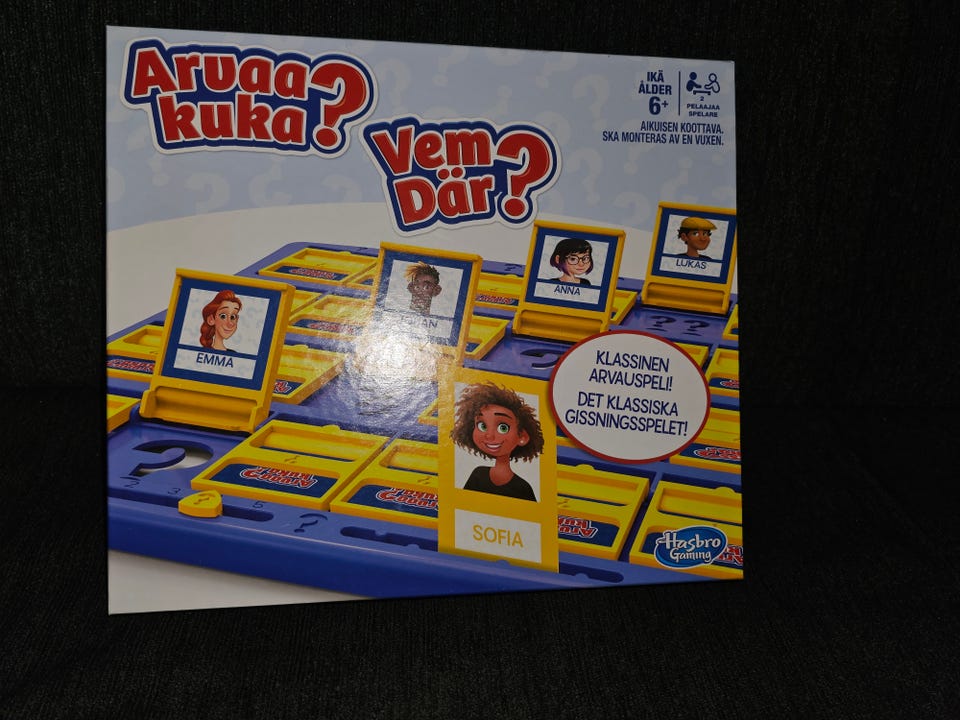 Arvaa
kuka?
Vem
Där?
IKÄ
ÅLDER
6+
2
PELAAJAA
SPELARE
AIKUISEN KOOTTAVA.
SKA MONTERAS AV EN VUXEN.
LUKAS
ANNA
EMMA
KLASSINEN
ARVAUSPELI!
DET KLASSISKA
GISSNINGSSPELET!
SOFIA
Hasbro
Gaming